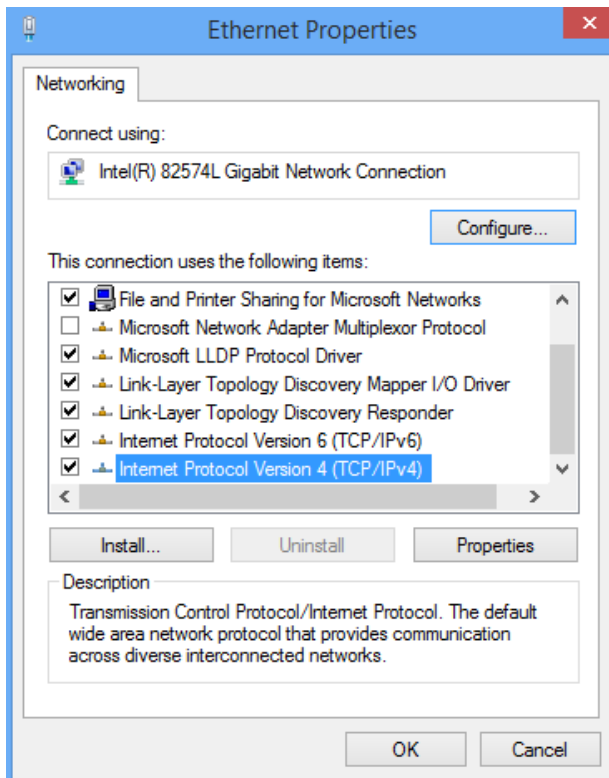 Ethernet Properties
Networking
Connect using:
Intel(R) 82574L Gigabit Network Connection
Configure...
This connection uses the following items:
File and Printer Sharing for Microsoft Networks
Microsoft Network Adapter Multiplexor Protocol
Microsoft LLDP Protocol Driver
Link-Layer Topology Discovery Mapper I/O Driver
Link-Layer Topology Discovery Responder
Internet Protocol Version 6 (TCP/IPv6)
Internet Protocol Version 4 (TCP/IPv4)
Install... Uninstall Properties
Description
Transmission Control Protocol/Internet Protocol. The default
wide area network protocol that provides communication
across diverse interconnected networks.
OK Cancel